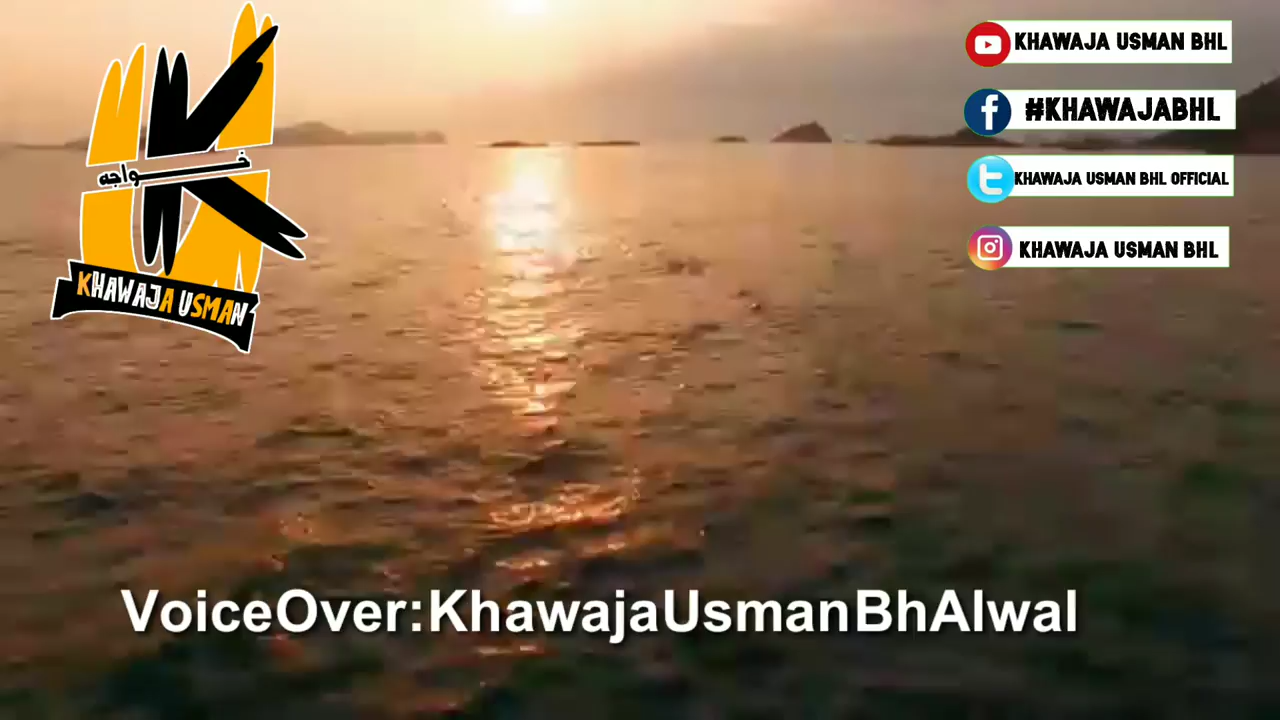 خواجه
KHAWAJA USMAN
KHAWAJA USMAN BHL
#KHAWAJABHL
KHAWAJA USMAN BHL OFFICIAL
KHAWAJA USMAN BHL
VoiceOver:KhawajaUsmanBhAlwal